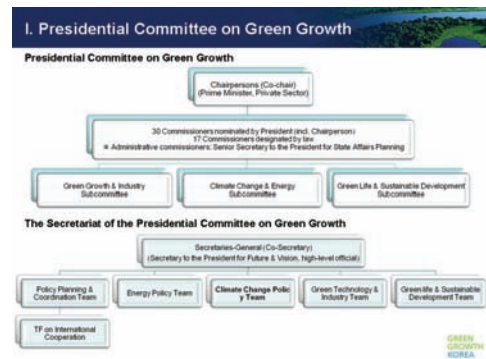 I. Presidential Committee on Green Growth
Presidential Committee on Green Growth
Chairpersons (Co-chair)
(Prime Minister, Private Sector)
30 Commissioners nominated by President (incl. Chairperson)
17 Commissioners designated by law
※ Administrative commissioners: Senior Secretary to the President for State Affairs Planning
Green Growth & Industry
Subcommittee
Climate Change & Energy
Subcommittee
Green Life & Sustainable Development
Subcommittee
The Secretariat of the Presidential Committee on Green Growth
Secretaries-General (Co-Secretary)
(Secretary to the President for Future & Vision, high-level official)
Policy Planning &
Coordination Team
Energy Policy Team
Climate Change Polic
y Team
Green Technology &
Industry Team
Green life & Sustainable
Development Team
TF on International
Cooperation
GREEN
GROWTH
KOREA